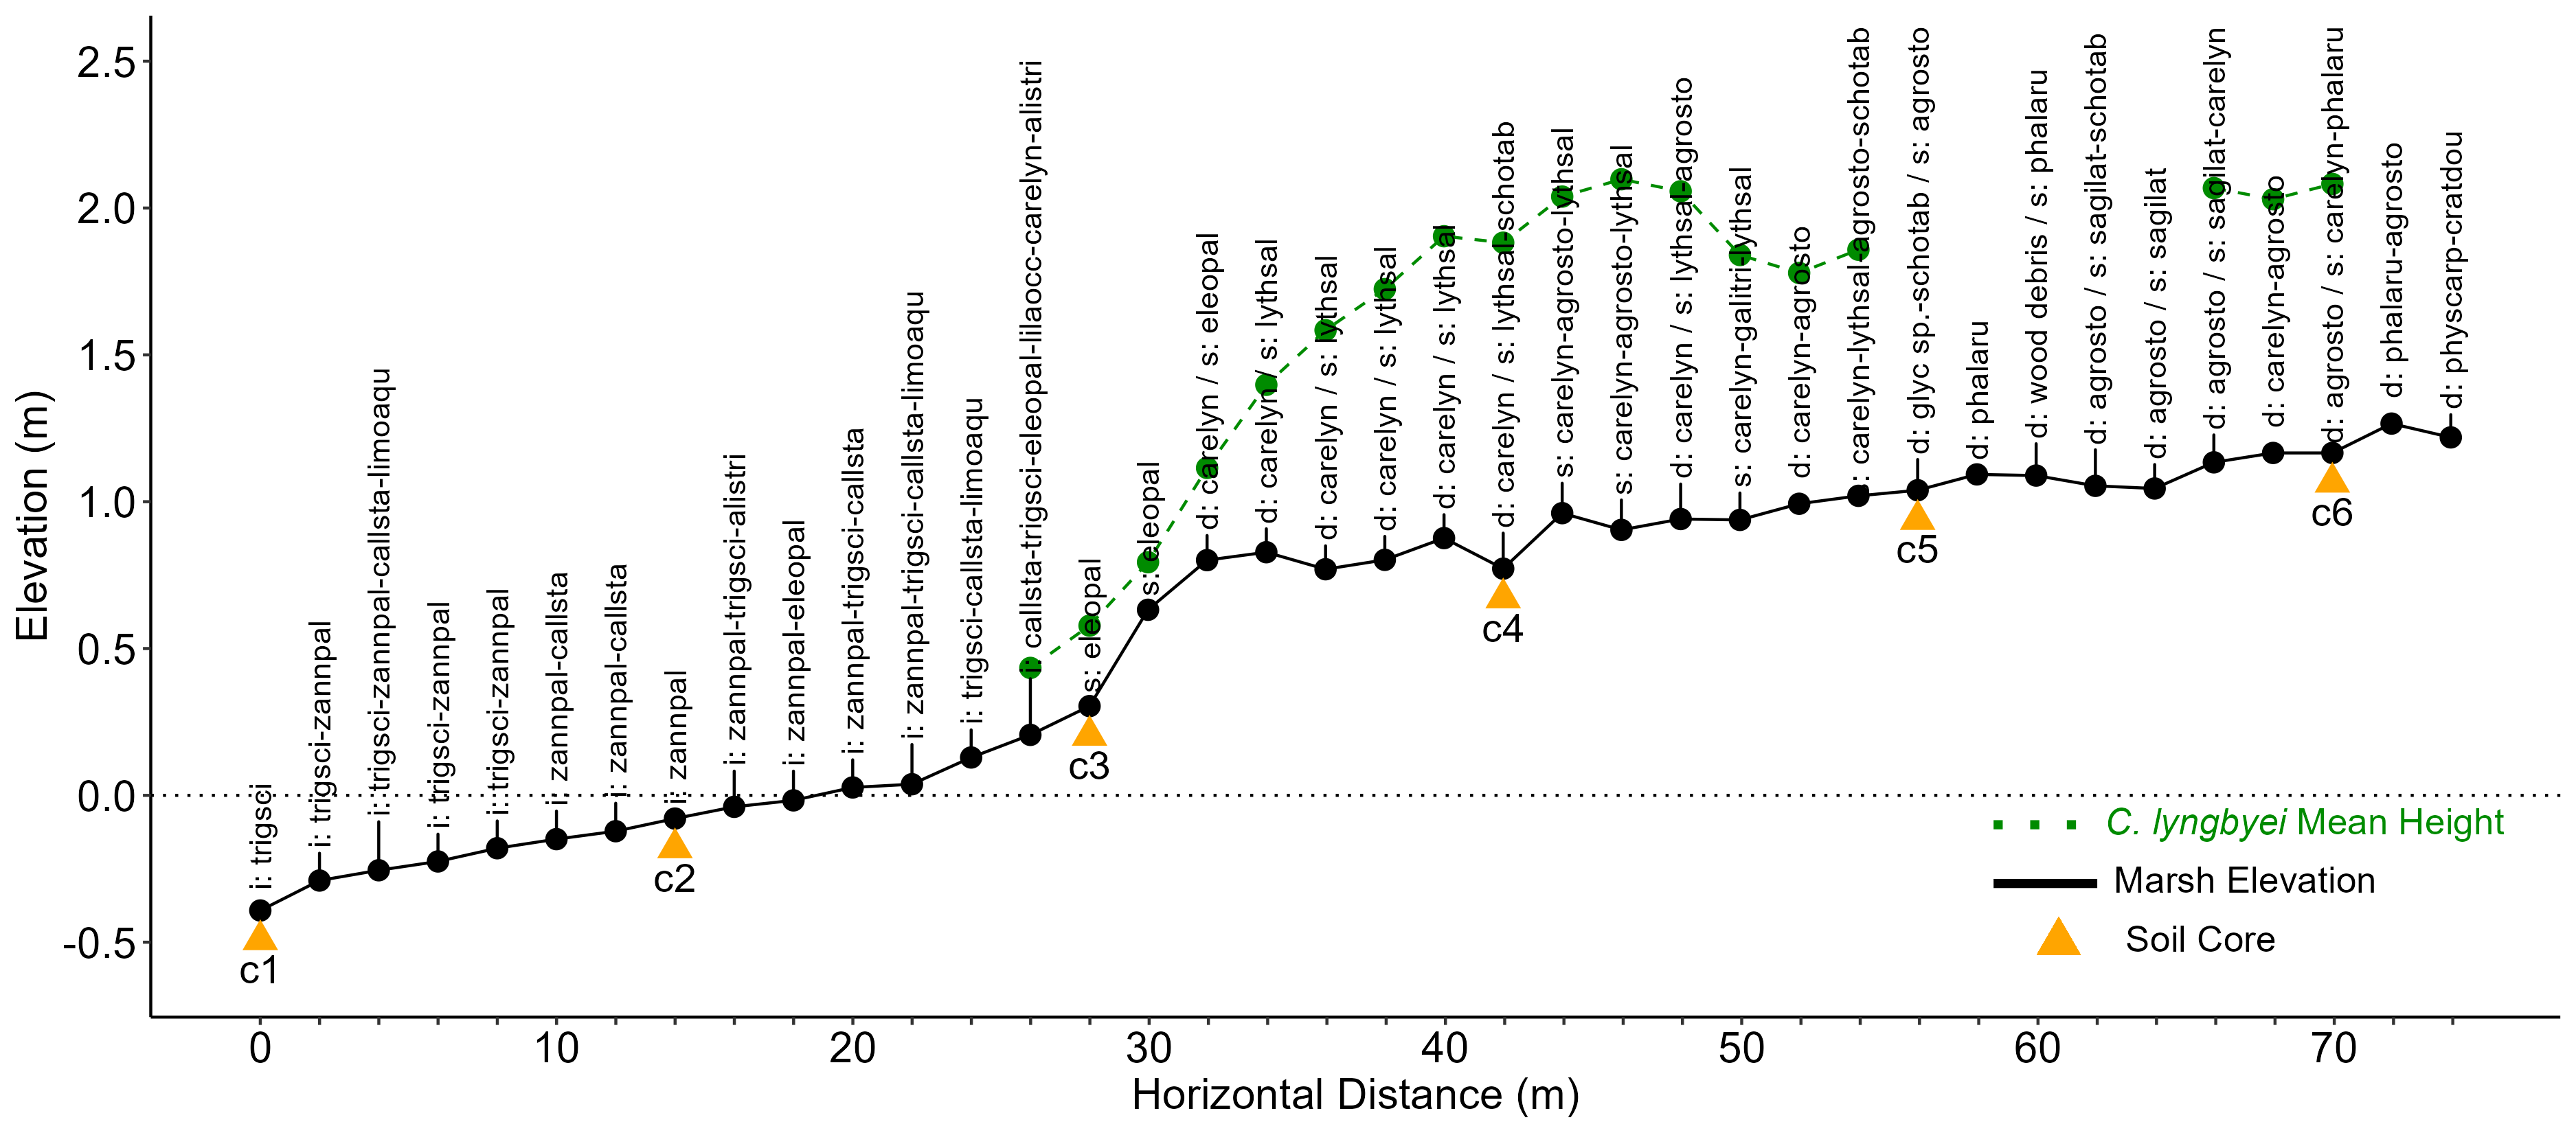 Elevation (m)
2.5
2.0
1.5
1.0
0.5
0.0
-0.5
i: trigsci
i: trigsci-zannpal
i: trigsci-zannpal-callsta-limoaqu
i: trigsci-zannpal
i: trigsci-zannpal
i: zannpal-callsta
i: zannpal-callsta
i: zannpal
i: zannpal-trigsci-alistri
i: zannpal-eleopal
i: zannpal-trigsci-callsta
i: zannpal-trigsci-callsta-limoaqu
i: trigsci-callsta-limoaqu
i: callsta-trigsci-eleopal-lilaocc-carelyn-alistri
s: eleopal
s: eleopal
d: carelyn / s: eleopal
d: carelyn / s: lythsal
d: carelyn / s: lythsal
d: carelyn / s: lythsal
d: carelyn / s: lythsal
d: carelyn / s: lythsal-schotab
s: carelyn-agrosto-lythsal
s: carelyn-agrosto-lythsal
d: carelyn / s: lythsal-agrosto
s: carelyn-galitri-lythsal
d: carelyn-agrosto
: carelyn-lythsal-agrosto-schotab
d: glyc sp.-schotab / s: agrosto
d: phalaru
d: wood debris / s: phalaru
d: agrosto / s: sagilat-schotab
d: agrosto / s: sagilat
d: agrosto / s: sagilat-carelyn
d: carelyn-agrosto
d: agrosto / s: carelyn-phalaru
d: phalaru-agrosto
d: physcarp-cratdou
c1
c2
c3
c4
c5
c6
C. lyngbyei Mean Height
Marsh Elevation
Soil Core
0 10 20 30 40 50 60 70
Horizontal Distance (m)